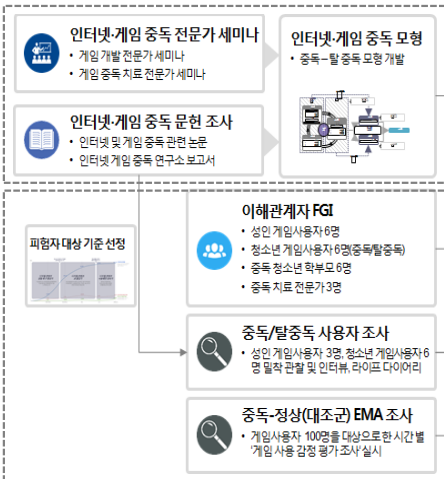 인터넷·게임 중독 전문가 세미나
• 게임 개발 전문가 세미나
• 게임 중독 치료 전문가 세미나
인터넷·게임 중독 모형
• 중독 – 탈 중독 모형 개발
인터넷·게임 중독 문헌 조사
• 인터넷 및 게임 중독 관련 논문
• 인터넷 게임 중독 연구소 보고서
피험자 대상 기준 선정
이해관계자 FGI
• 성인 게임사용자 6명
• 청소년 게임사용자 6명(중독/탈중독)
• 중독 청소년 학부모 6명
• 중독 치료 전문가 3명
중독/탈중독 사용자 조사
• 성인 게임사용자 3명, 청소년 게임사용자 6
명 밀착 관찰 및 인터뷰, 라이프 다이어리
중독-정상(대조군) EMA 조사
• 게임사용자 100명을 대상으로한 시간 별
'게임 사용 감정 평가 조사' 실시